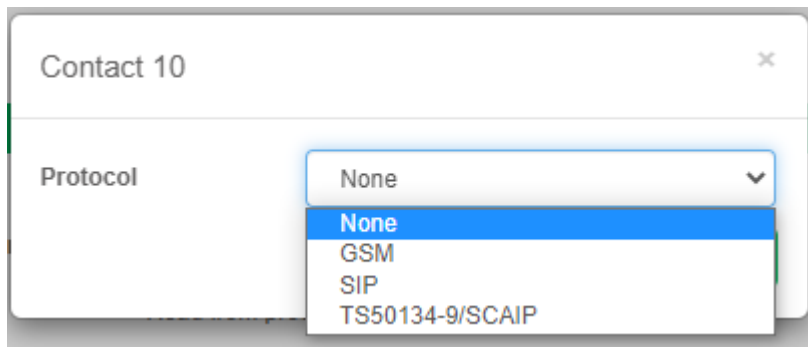 Contact 10 ×
Protocol None
None
GSM
SIP
TS50134-9/SCAIP